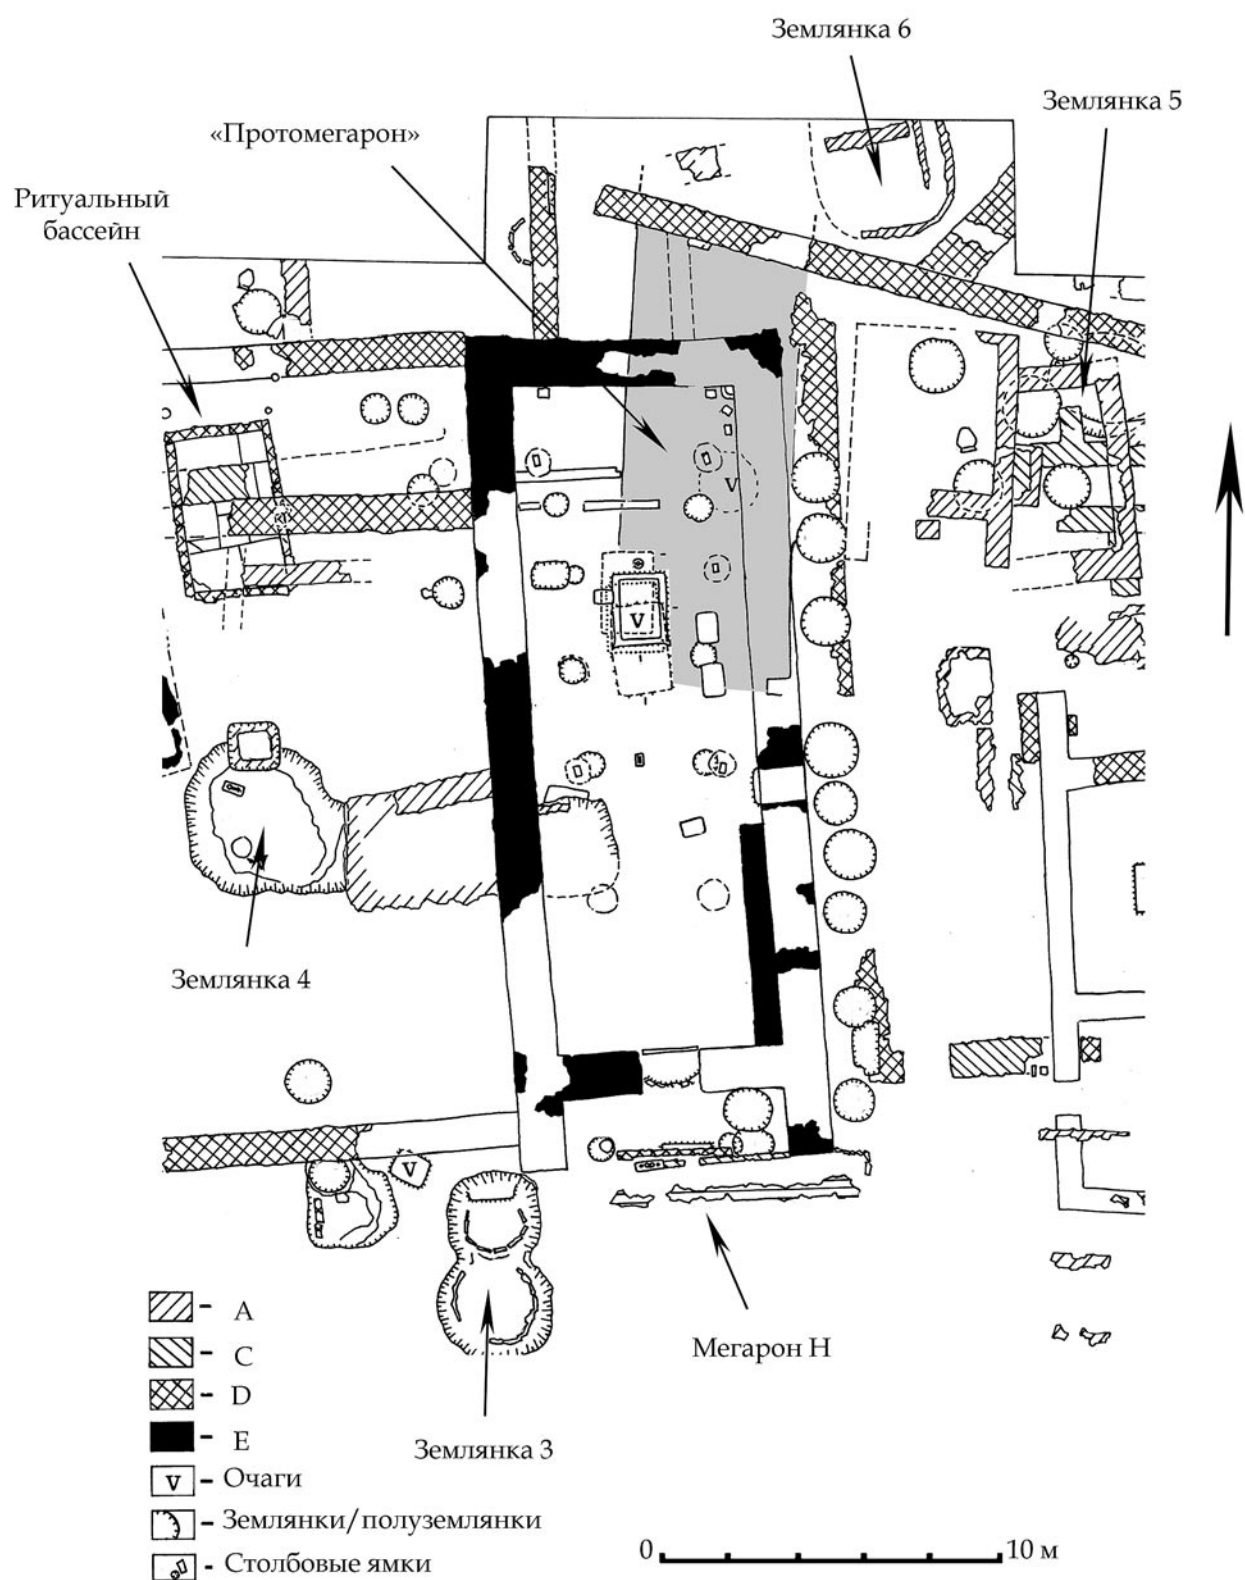 Землянка 6
Землянка 5
«Протомегарон»
Ритуальный
бассейн
V
V
Землянка 4
V
Мегарон Н
Землянка 3
- A
- C
- D
- E
V - Очаги
- Землянки/полуземлянки
- Столбовые ямки
0 10 м